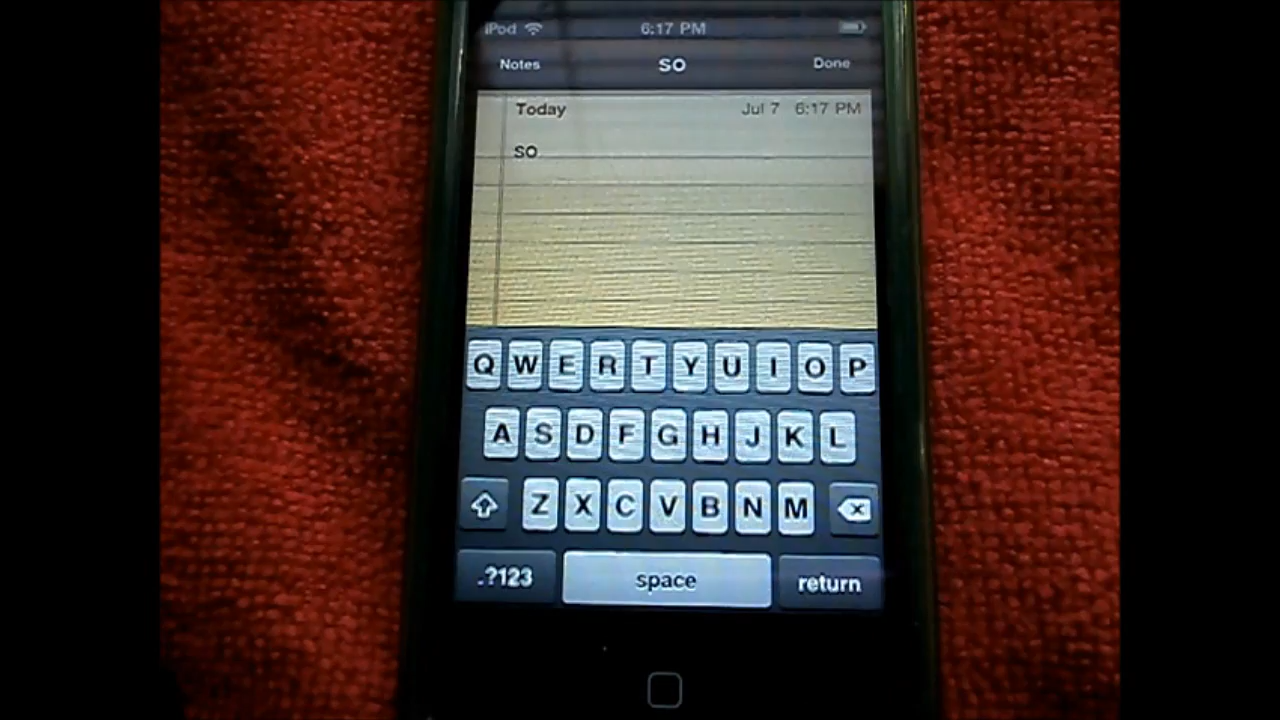 iPod 6:17 PM
Notes SO Done
Today Jul 7 6:17 PM
SO
Q W E R T Y U I O P
A S D F G H J K L
Z X C V B N M
.?123 space return